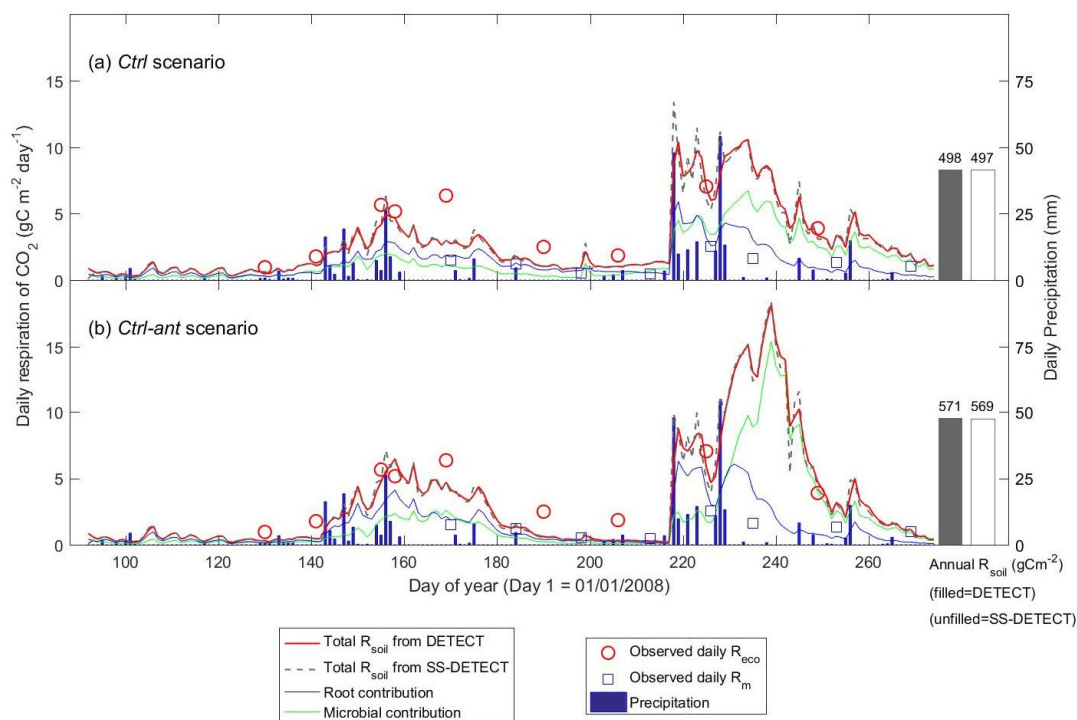 (a) Ctrl scenario
15
10
5
0
75
50
25
0
498 497
(b) Ctrl-ant scenario
15
10
5
0
75
50
25
0
571 569
100 120 140 160 180 200 220 240 260
Daily respiration of CO2 (gC m-2 day-1)
Daily Precipitation (mm)
Day of year (Day 1 = 01/01/2008)
Annual Rsoil (gCm-2)
(filled=DETECT)
(unfilled=SS-DETECT)
Total Rsoil from DETECT
Total Rsoil from SS-DETECT
Root contribution
Microbial contribution
Observed daily Reco
Observed daily Rm
Precipitation